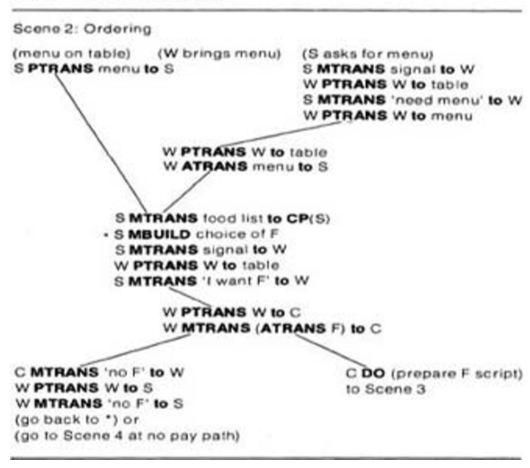 Scene 2: Ordering
(menu on table) (W brings menu) (S asks for menu)
S PTRANS menu to S
S MTRANS signal to W
W PTRANS W to table
S MTRANS 'need menu' to W
W PTRANS W to menu
W PTRANS W to table
W ATRANS menu to S
S MTRANS food list to CP(S)
* S MBUILD choice of F
S MTRANS signal to W
W PTRANS W to table
S MTRANS 'I want F' to W
W PTRANS W to C
W MTRANS (ATRANS F) to C
C MTRANS 'no F' to W
W PTRANS W to S
W MTRANS 'no F' to S
(go back to *) or
(go to Scene 4 at no pay path)
C DO (prepare F script)
to Scene 3